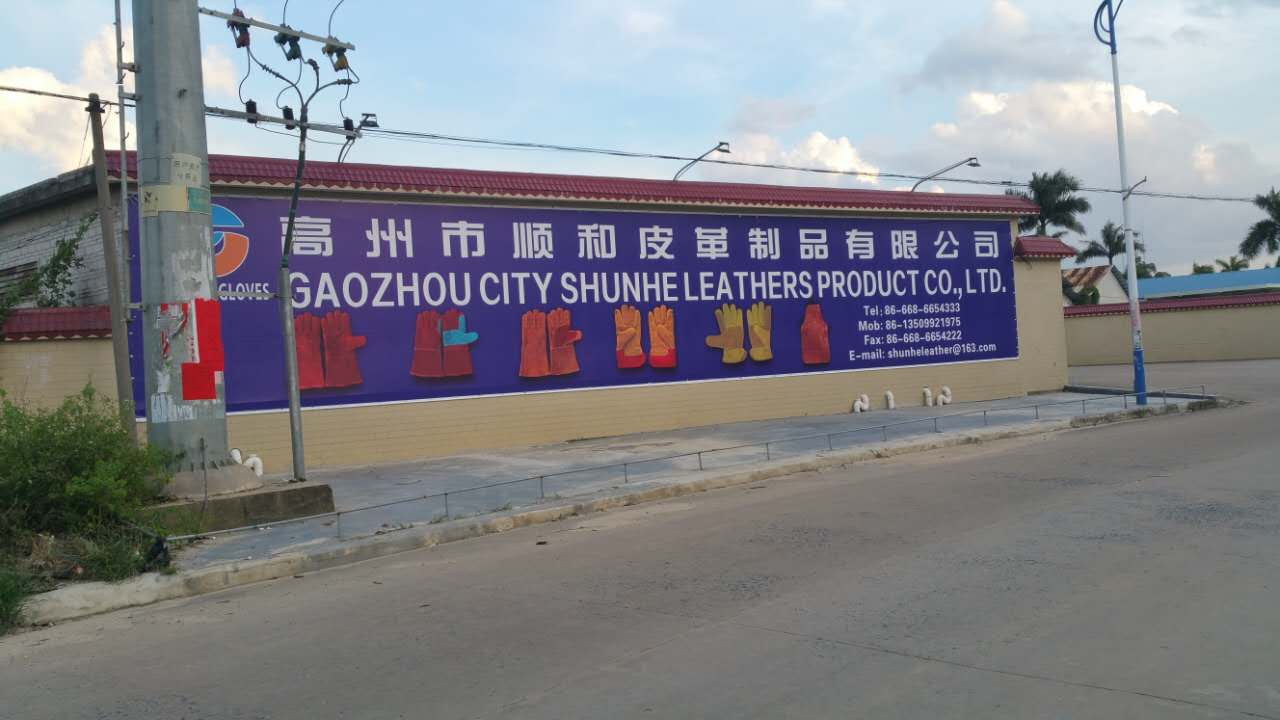 高州市顺和皮革制品有限公司
GLOVES
GAOZHOU CITY SHUNHE LEATHERS PRODUCT CO., LTD.
Tel: 86-668-6654333
Mob: 86-13509921975
Fax: 86-668-6654222
E-mail: shunheleather@163.com